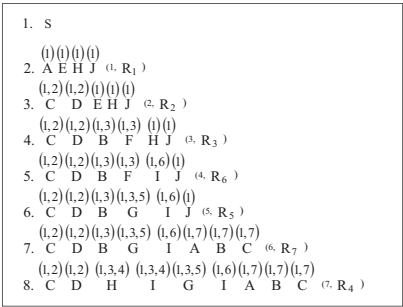 1. S
(1)(1)(1)(1)
2. A E H J (1, R1 )
(1,2)(1,2)(1)(1)(1)
3. C D E H J (2, R2 )
(1,2)(1,2)(1,3)(1,3) (1)(1)
4. C D B F H J (3, R3 )
(1,2)(1,2)(1,3)(1,3) (1,6)(1)
5. C D B F I J (4, R6 )
(1,2)(1,2)(1,3)(1,3,5) (1,6)(1)
6. C D B G I J (5, R5 )
(1,2)(1,2)(1,3)(1,3,5) (1,6)(1,7)(1,7)(1,7)
7. C D B G I A B C (6, R7 )
(1,2)(1,2) (1,3,4) (1,3,4)(1,3,5) (1,6)(1,7)(1,7)(1,7)
8. C D H I G I A B C (7, R4 )